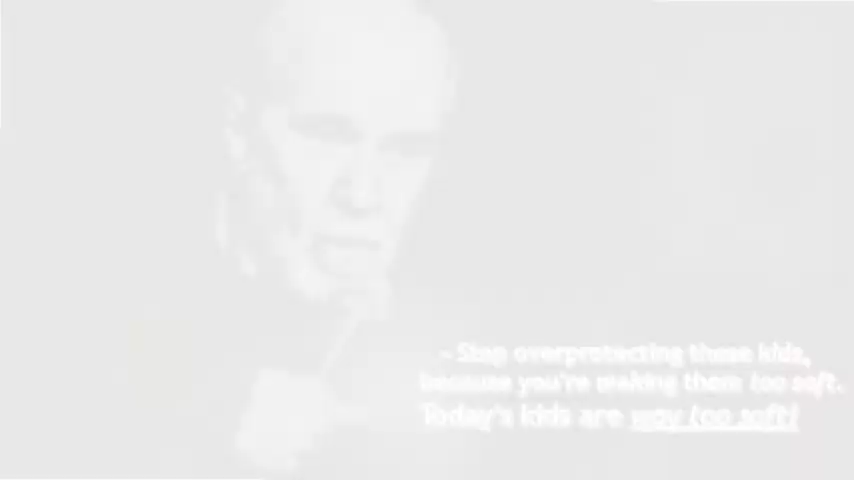 - Stop overprotecting these kids,
because you're making them too soft.
Today's kids are way too soft!